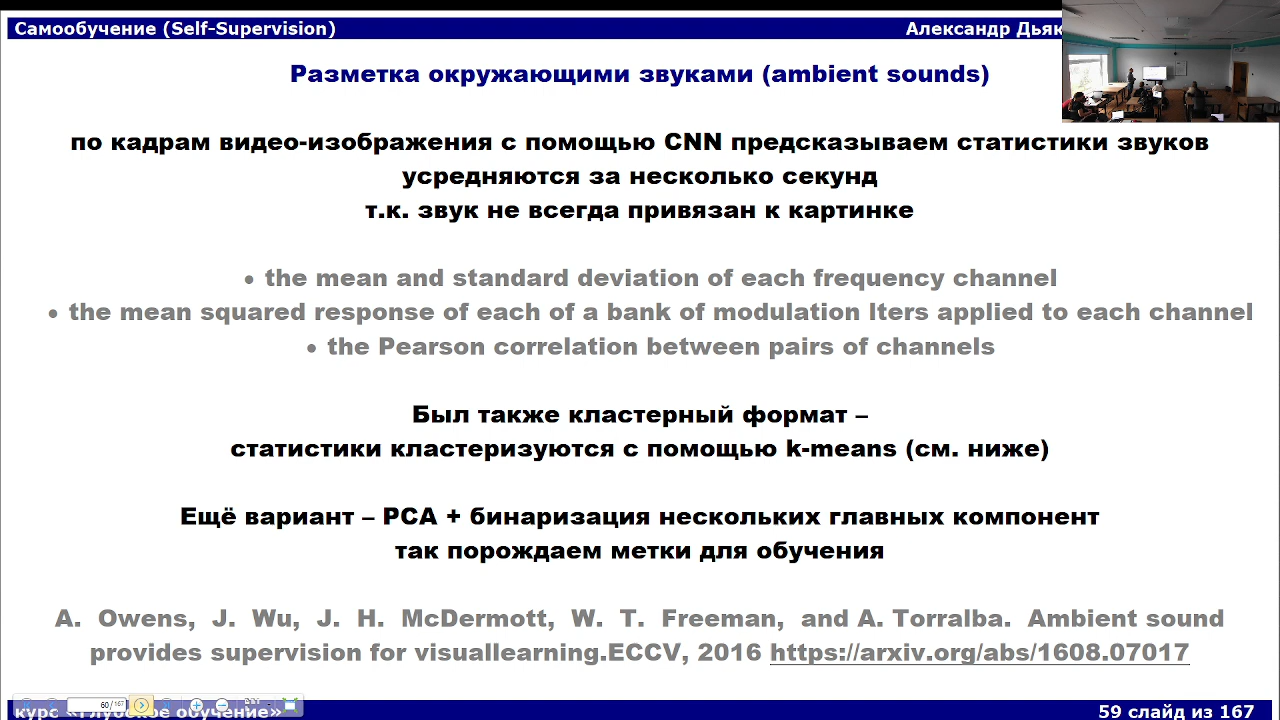 Самообучение (Self-Supervision)
Александр Дьяк
Разметка окружающими звуками (ambient sounds)
по кадрам видео-изображения с помощью CNN предсказываем статистики звуков
усредняются за несколько секунд
т.к. звук не всегда привязан к картинке
• the mean and standard deviation of each frequency channel
• the mean squared response of each of a bank of modulation lters applied to each channel
• the Pearson correlation between pairs of channels
Был также кластерный формат –
статистики кластеризуются с помощью k-means (см. ниже)
Ещё вариант – PCA + бинаризация нескольких главных компонент
так порождаем метки для обучения
A. Owens, J. Wu, J. H. McDermott, W. T. Freeman, and A. Torralba. Ambient sound
provides supervision for visuallearning.ECCV, 2016 https://arxiv.org/abs/1608.07017
60/167
курс «Глубокое обучение»
59 слайд из 167